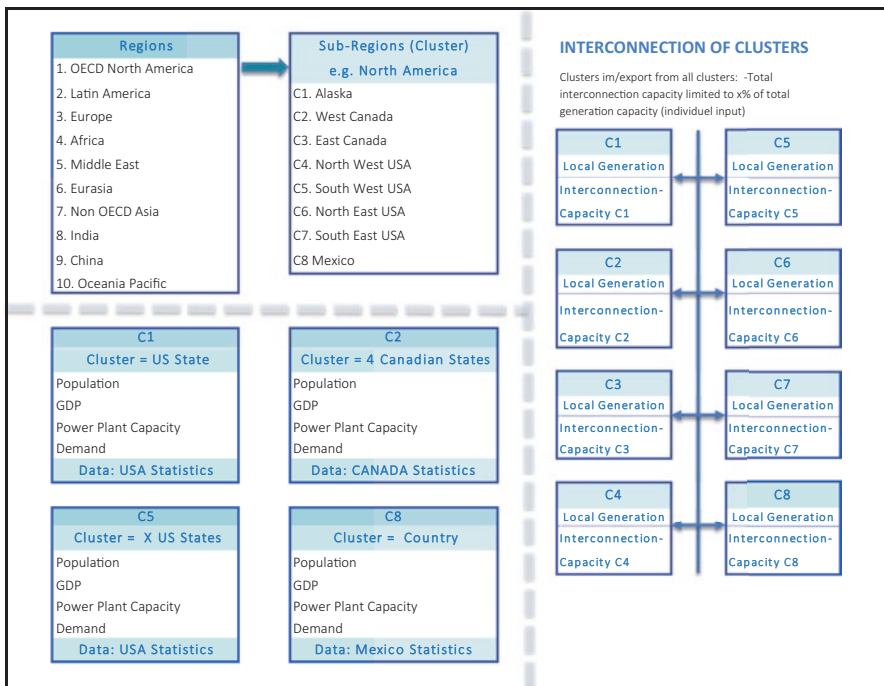 Regions
1. OECD North America
2. Latin America
3. Europe
4. Africa
5. Middle East
6. Eurasia
7. Non OECD Asia
8. India
9. China
10. Oceania Pacific
Sub-Regions (Cluster)
e.g. North America
C1. Alaska
C2. West Canada
C3. East Canada
C4. North West USA
C5. South West USA
C6. North East USA
C7. South East USA
C8 Mexico
C1
Cluster = US State
Population
GDP
Power Plant Capacity
Demand
Data: USA Statistics
C2
Cluster = 4 Canadian States
Population
GDP
Power Plant Capacity
Demand
Data: CANADA Statistics
C5
Cluster = X US States
Population
GDP
Power Plant Capacity
Demand
Data: USA Statistics
C8
Cluster = Country
Population
GDP
Power Plant Capacity
Demand
Data: Mexico Statistics
INTERCONNECTION OF CLUSTERS
Clusters im/export from all clusters: -Total
interconnection capacity limited to x% of total
generation capacity (individuel input)
C1
Local Generation
Interconnection-
Capacity C1
C5
Local Generation
Interconnection-
Capacity C5
C2
Local Generation
Interconnection-
Capacity C2
C6
Local Generation
Interconnection-
Capacity C6
C3
Local Generation
Interconnection-
Capacity C3
C7
Local Generation
Interconnection-
Capacity C7
C4
Local Generation
Interconnection-
Capacity C4
C8
Local Generation
Interconnection-
Capacity C8